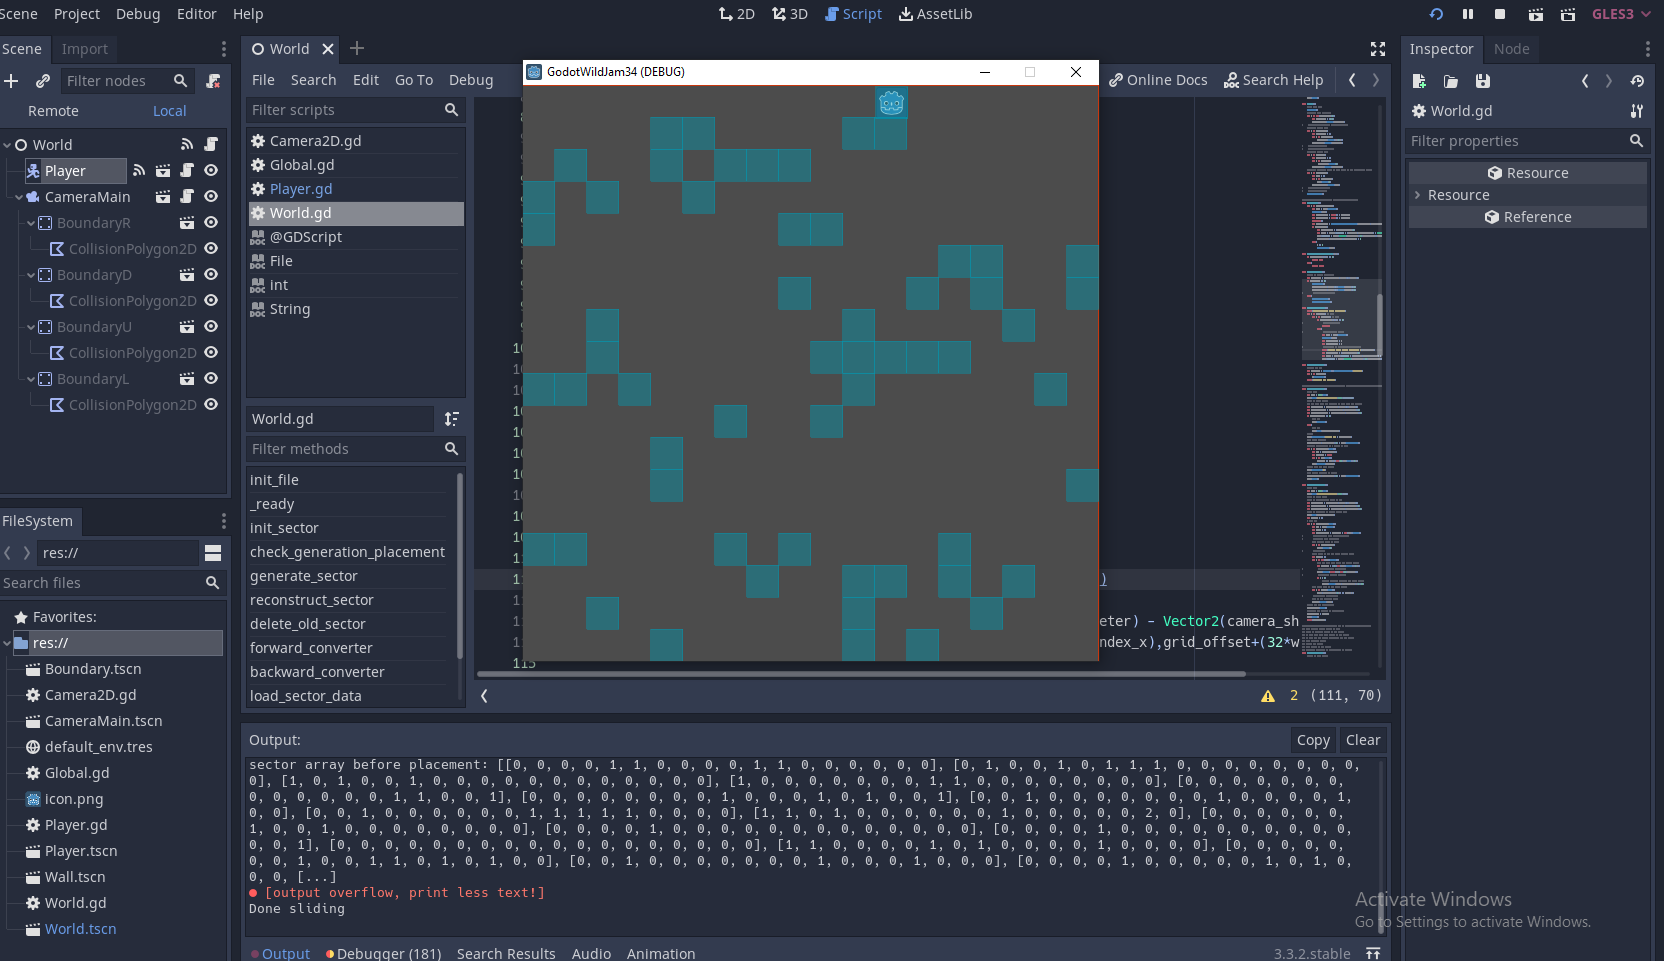 Scene Project Debug Editor Help
2D 3D Script AssetLib
GLES3
Scene Import
World
Inspector Node
Filter nodes
File Search Edit Go To Debug
GodotWildJam34 (DEBUG)
Online Docs Search Help
Remote Local
Filter scripts
World.gd
Filter properties
World
Player
CameraMain
BoundaryR
CollisionPolygon2D
BoundaryD
CollisionPolygon2D
BoundaryU
CollisionPolygon2D
BoundaryL
CollisionPolygon2D
Camera2D.gd
Global.gd
Player.gd
World.gd
@GDScript
File
int
String
Resource
Resource
Reference
World.gd
Filter methods
init_file
_ready
init_sector
check_generation_placement
generate_sector
reconstruct_sector
delete_old_sector
forward_converter
backward_converter
load_sector_data
)
eter) - Vector2(camera_sh
ndex_x),grid_offset+(32*w
115
2 (111, 70)
FileSystem
res://
Search files
Favorites:
res://
Boundary.tscn
Camera2D.gd
CameraMain.tscn
default_env.tres
Global.gd
icon.png
Player.gd
Player.tscn
Wall.tscn
World.gd
World.tscn
Output:
Copy Clear
sector array before placement: [[0, 0, 0, 0, 1, 1, 0, 0, 0, 0, 1, 1, 0, 0, 0, 0, 0, 0], [0, 1, 0, 0, 1, 0, 1, 1, 1, 0, 0, 0, 0, 0, 0, 0, 0,
0], [1, 0, 1, 0, 0, 1, 0, 0, 0, 0, 0, 0, 0, 0, 0, 0, 0, 0], [1, 0, 0, 0, 0, 0, 0, 0, 1, 1, 0, 0, 0, 0, 0, 0, 0, 0], [0, 0, 0, 0, 0, 0, 0,
0, 0, 0, 0, 0, 0, 1, 1, 0, 0, 1], [0, 0, 0, 0, 0, 0, 0, 0, 1, 0, 0, 0, 1, 0, 1, 0, 0, 1], [0, 0, 1, 0, 0, 0, 0, 0, 0, 0, 1, 0, 0, 0, 0, 1,
0, 0], [0, 0, 1, 0, 0, 0, 0, 0, 0, 1, 1, 1, 1, 1, 0, 0, 0, 0], [1, 1, 0, 1, 0, 0, 0, 0, 0, 0, 1, 0, 0, 0, 0, 0, 2, 0], [0, 0, 0, 0, 0, 0,
1, 0, 0, 1, 0, 0, 0, 0, 0, 0, 0, 0], [0, 0, 0, 0, 1, 0, 0, 0, 0, 0, 0, 0, 0, 0, 0, 0, 0, 0], [0, 0, 0, 0, 1, 0, 0, 0, 0, 0, 0, 0, 0, 0, 0,
0, 0, 1], [0, 0, 0, 0, 0, 0, 0, 0, 0, 0, 0, 0, 0, 0, 0, 0, 0, 0], [1, 1, 0, 0, 0, 0, 1, 0, 1, 0, 0, 0, 0, 1, 0, 0, 0, 0], [0, 0, 0, 0, 0,
0, 0, 1, 0, 0, 1, 1, 0, 1, 0, 1, 0, 0], [0, 0, 1, 0, 0, 0, 0, 0, 0, 0, 1, 0, 0, 0, 1, 0, 0, 0], [0, 0, 0, 0, 1, 0, 0, 0, 0, 0, 1, 0, 1, 0,
0, 0, [...]
[output overflow, print less text!]
Done sliding
Activate Windows
Go to Settings to activate Windows.
Output Debugger (181) Search Results Audio Animation
3.3.2.stable